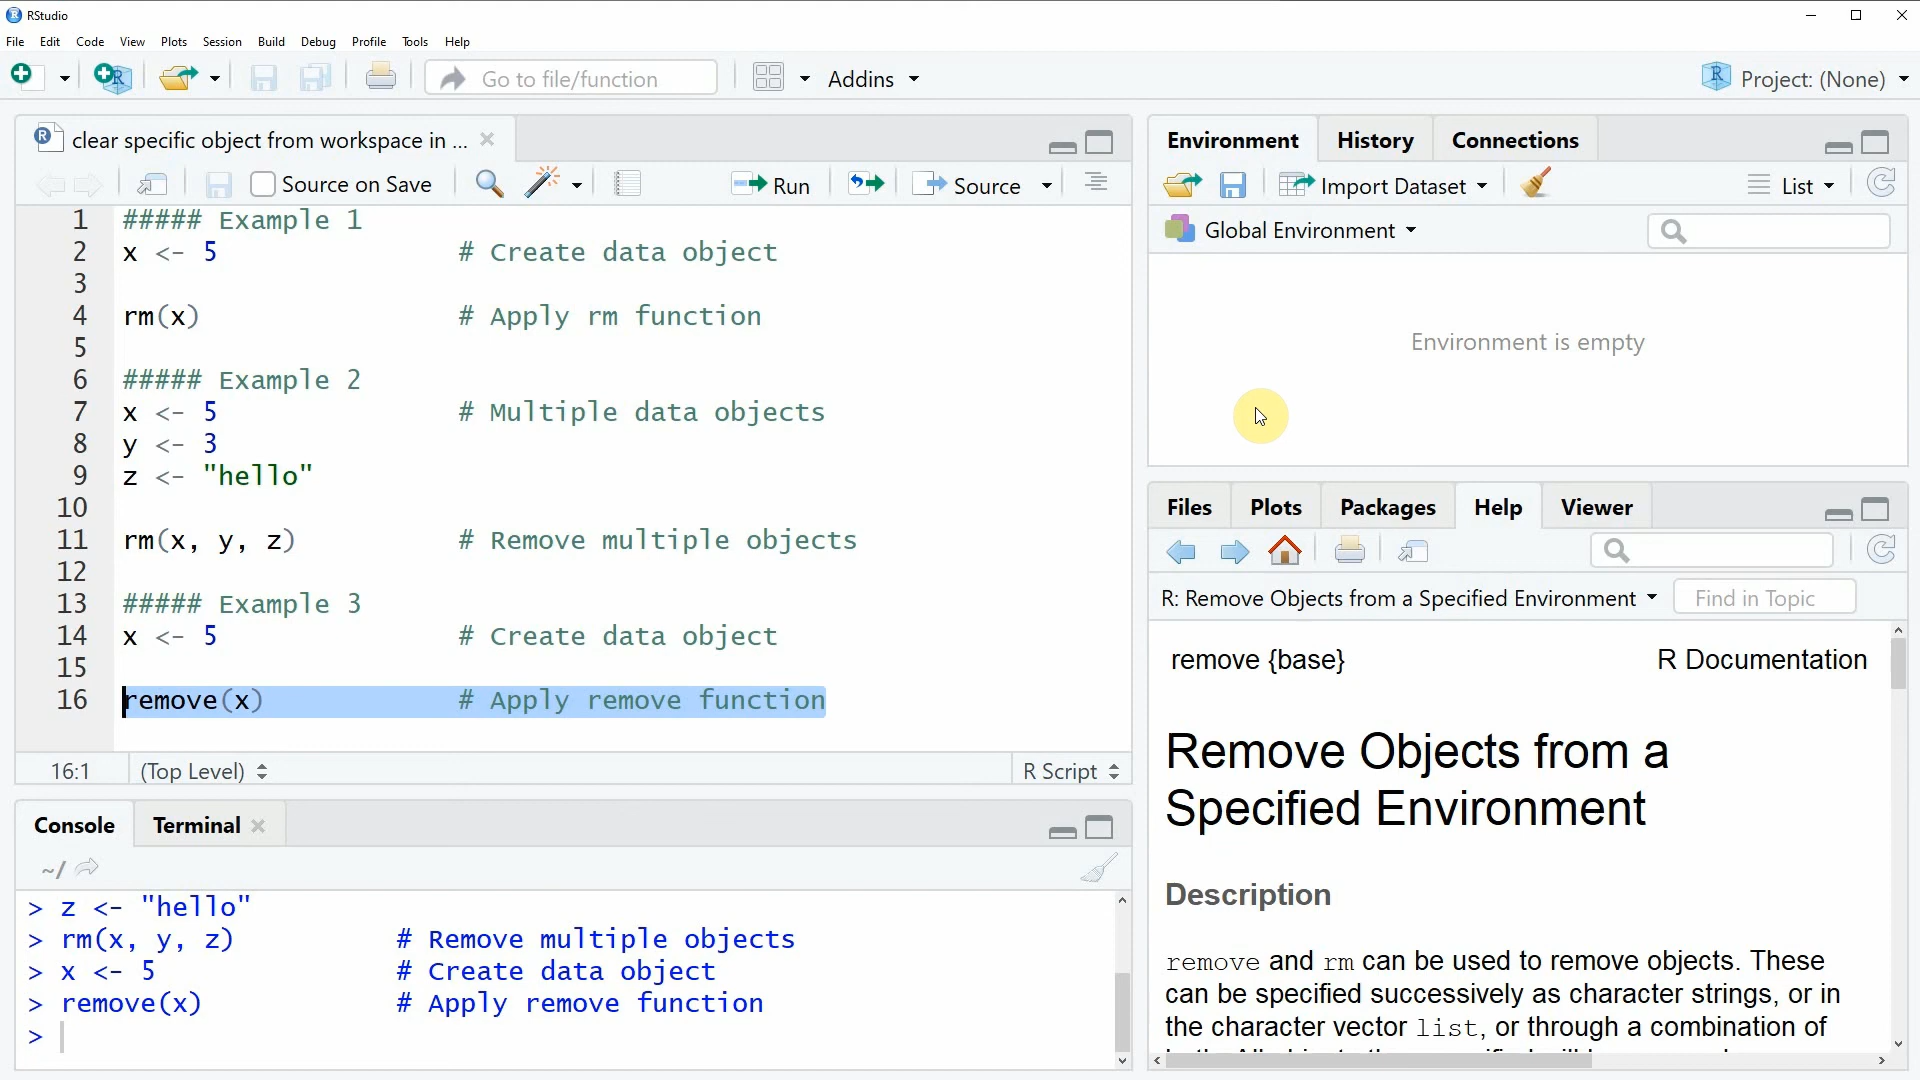 RStudio
File Edit Code View Plots Session Build Debug Profile Tools Help
Go to file/function
Addins
Project: (None)
clear specific object from workspace in ...
Source on Save
Run
Source
1 ##### Example 1
2 x <- 5 # Create data object
3
4 rm(x) # Apply rm function
5
6 ##### Example 2
7 x <- 5 # Multiple data objects
8 y <- 3
9 z <- "hello"
10
11 rm(x, y, z) # Remove multiple objects
12
13 ##### Example 3
14 x <- 5 # Create data object
15
16 remove(x) # Apply remove function
16:1 (Top Level) R Script
Console Terminal
~/
> z <- "hello"
> rm(x, y, z) # Remove multiple objects
> x <- 5 # Create data object
> remove(x) # Apply remove function
>
Environment History Connections
Import Dataset List
Global Environment
Environment is empty
Files Plots Packages Help Viewer
R: Remove Objects from a Specified Environment Find in Topic
remove {base} R Documentation
Remove Objects from a
Specified Environment
Description
remove and rm can be used to remove objects. These
can be specified successively as character strings, or in
the character vector list, or through a combination of